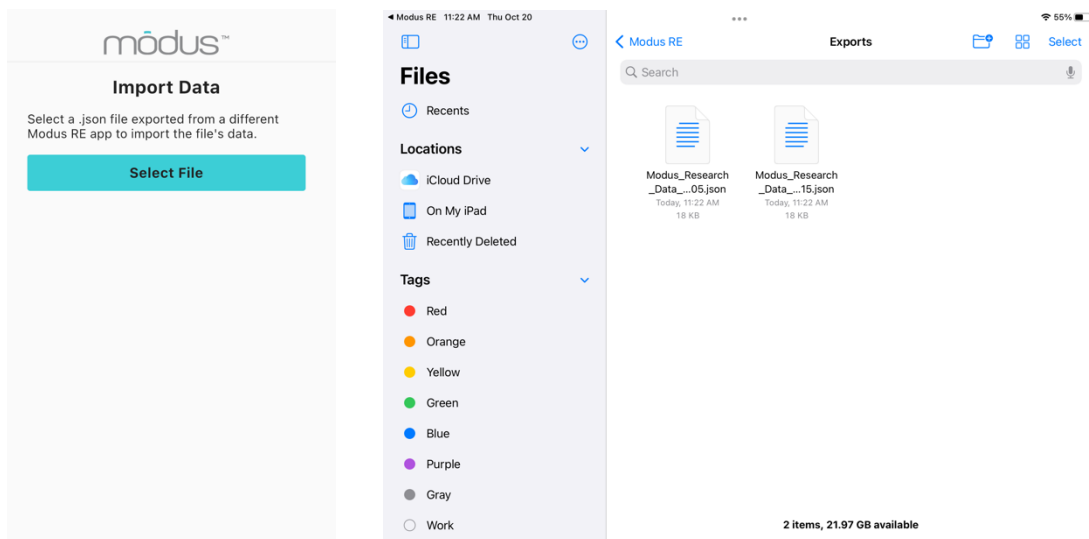 mōdus™
Import Data
Select a .json file exported from a different
Modus RE app to import the file's data.
Select File
Modus RE 11:22 AM Thu Oct 20
Files
Recents
Locations
iCloud Drive
On My iPad
Recently Deleted
Tags
Red
Orange
Yellow
Green
Blue
Purple
Gray
Work
55%
Modus RE
Exports
Select
Search
Modus_Research
_Data_...05.json
Today, 11:22 AM
18 KB
Modus_Research
_Data_...15.json
Today, 11:22 AM
18 KB
2 items, 21.97 GB available